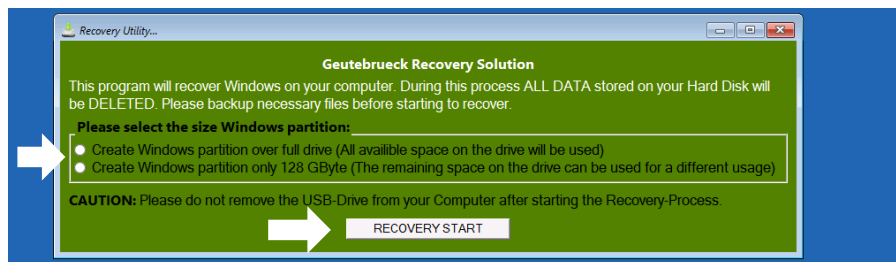 Recovery Utility...
Geutebrueck Recovery Solution
This program will recover Windows on your computer. During this process ALL DATA stored on your Hard Disk will
be DELETED. Please backup necessary files before starting to recover.
Please select the size Windows partition:
Create Windows partition over full drive (All availible space on the drive will be used)
Create Windows partition only 128 GByte (The remaining space on the drive can be used for a different usage)
CAUTION: Please do not remove the USB-Drive from your Computer after starting the Recovery-Process.
RECOVERY START